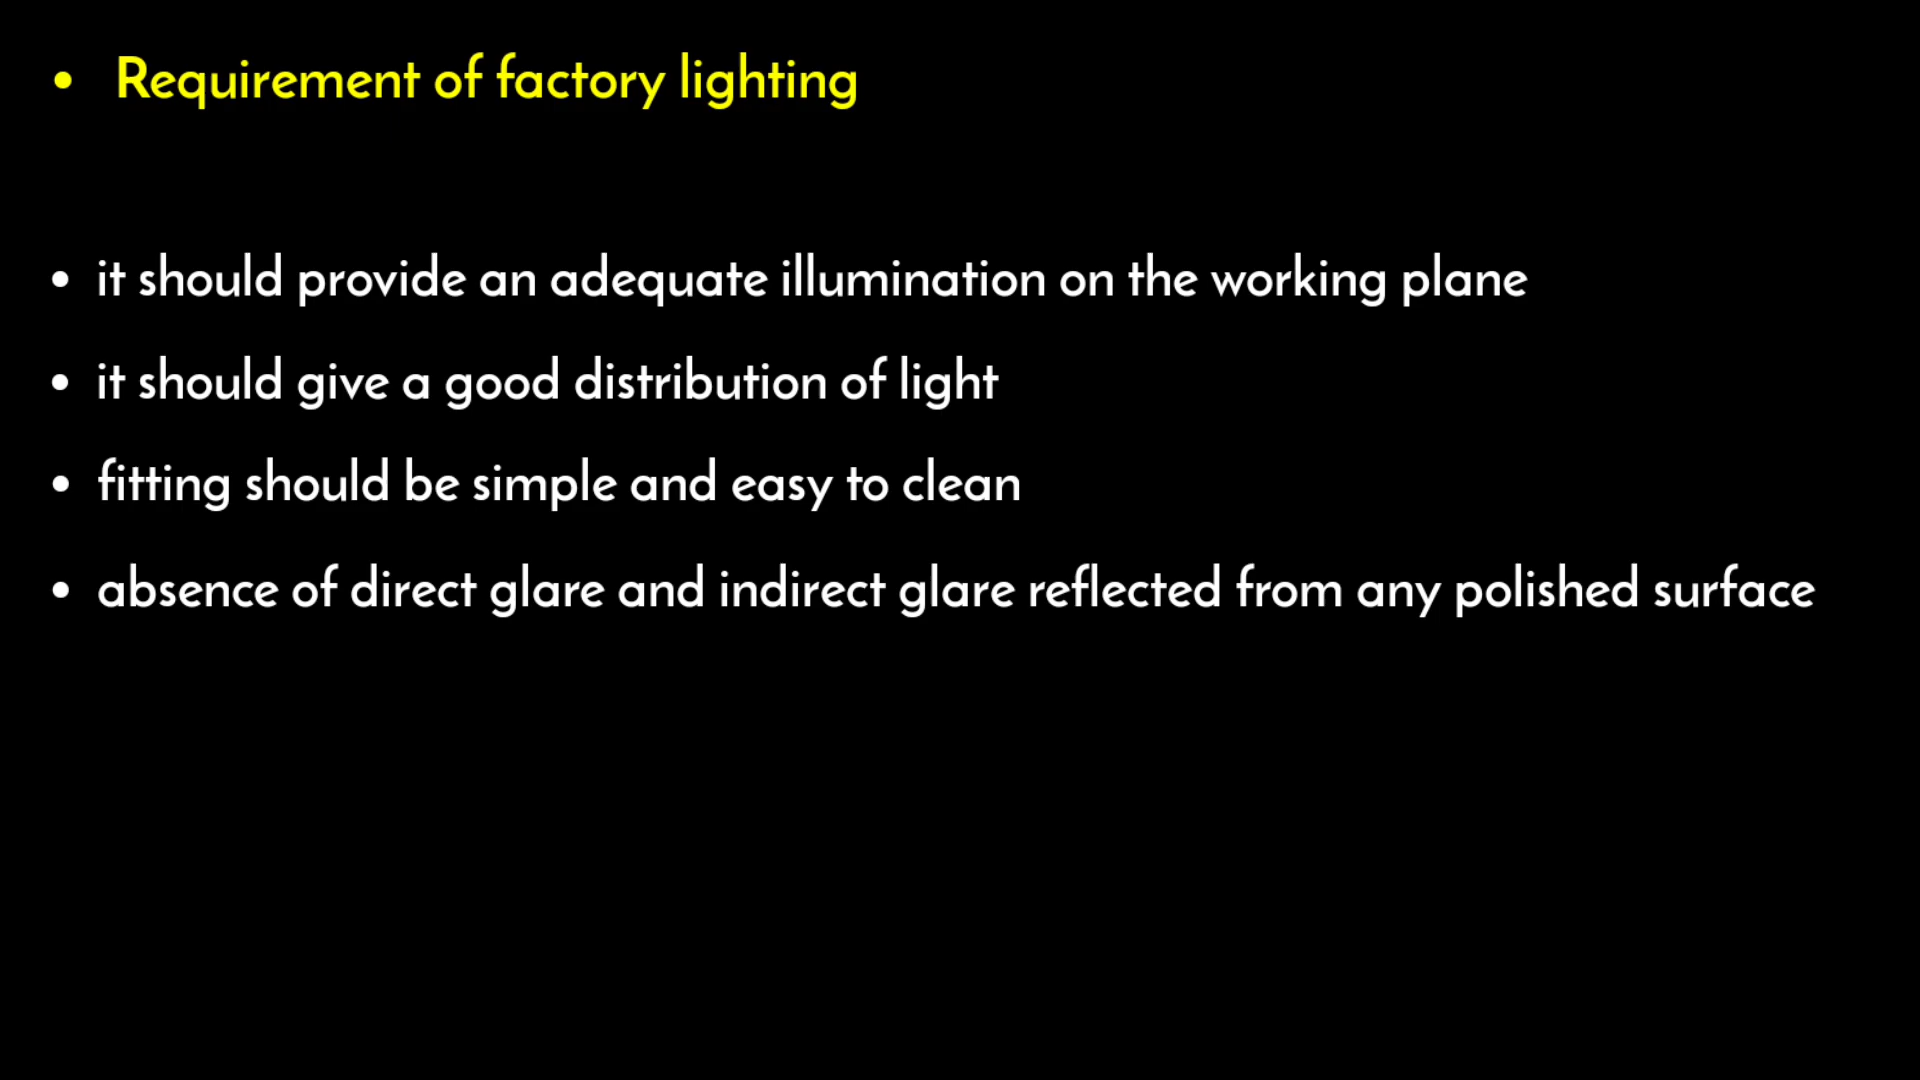 • Requirement of factory lighting
• it should provide an adequate illumination on the working plane
• it should give a good distribution of light
• fitting should be simple and easy to clean
• absence of direct glare and indirect glare reflected from any polished surface